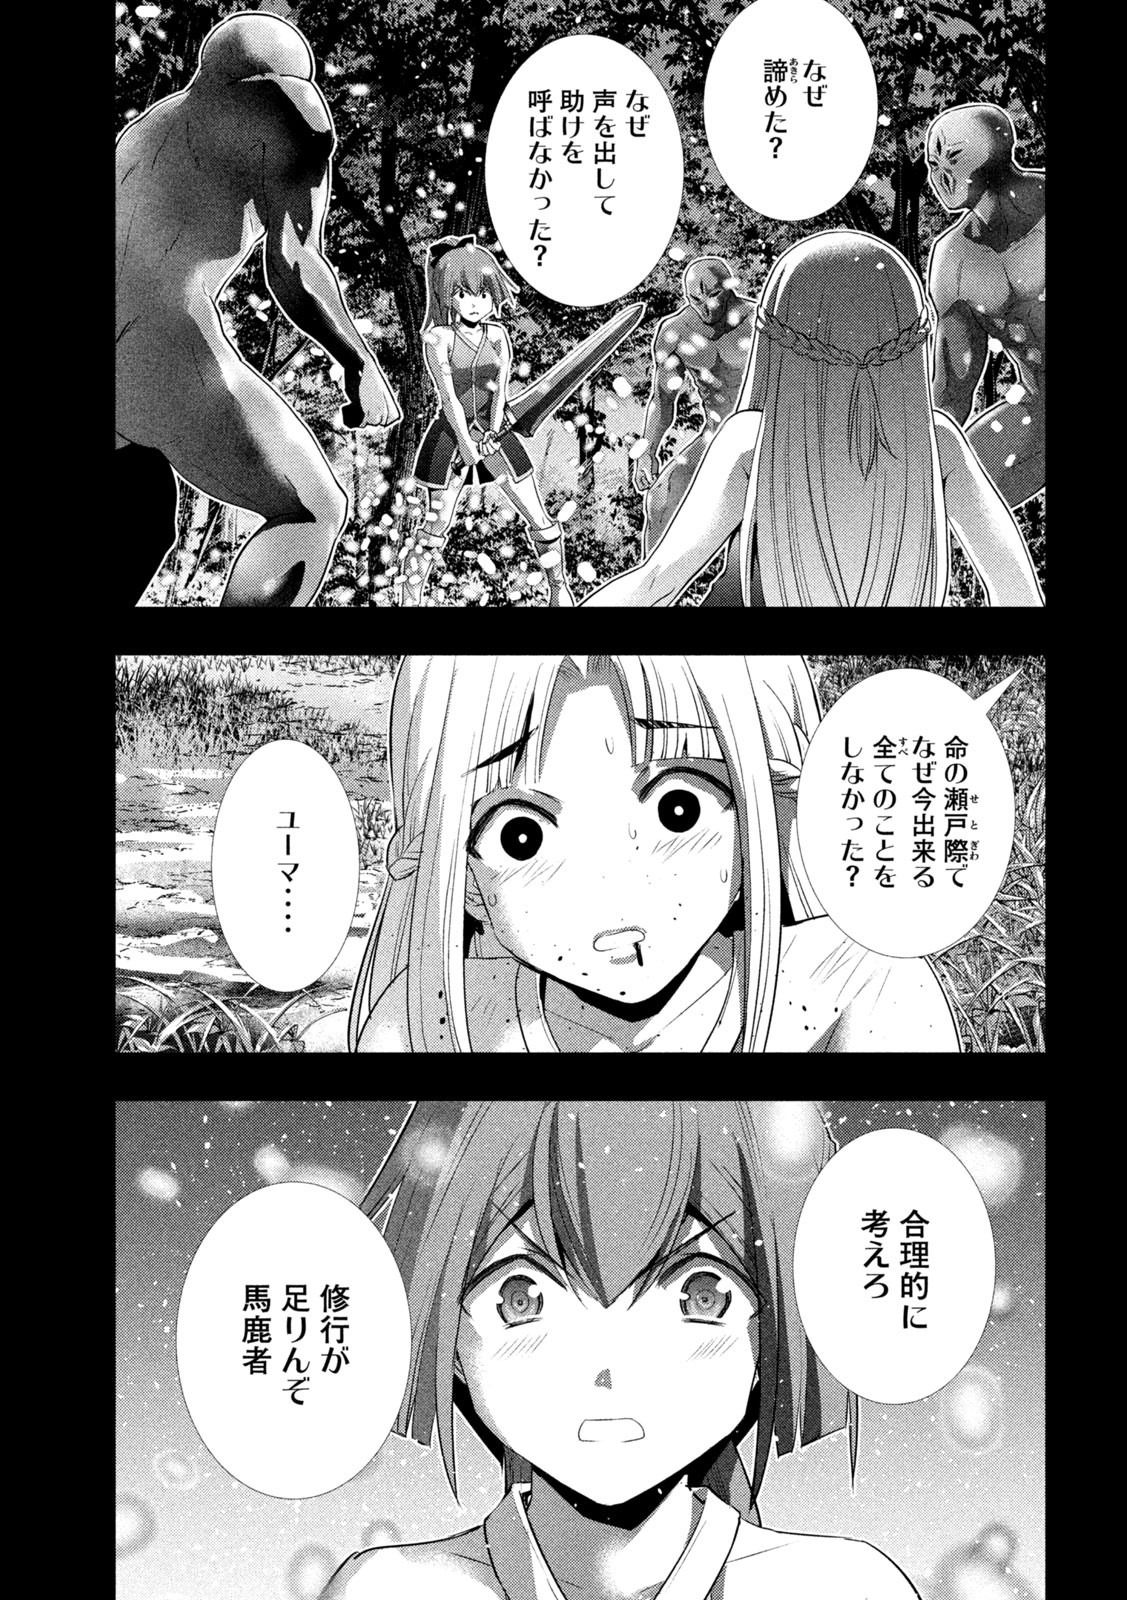 なぜ
諦めた?
なぜ
声を出して
助けを
呼ばなかった?
命の瀬戸際で
なぜ今出来る
全てのことを
しなかった?
ユーマ・・・・
合理的に
考えろ
修行が
足りんぞ
馬鹿者